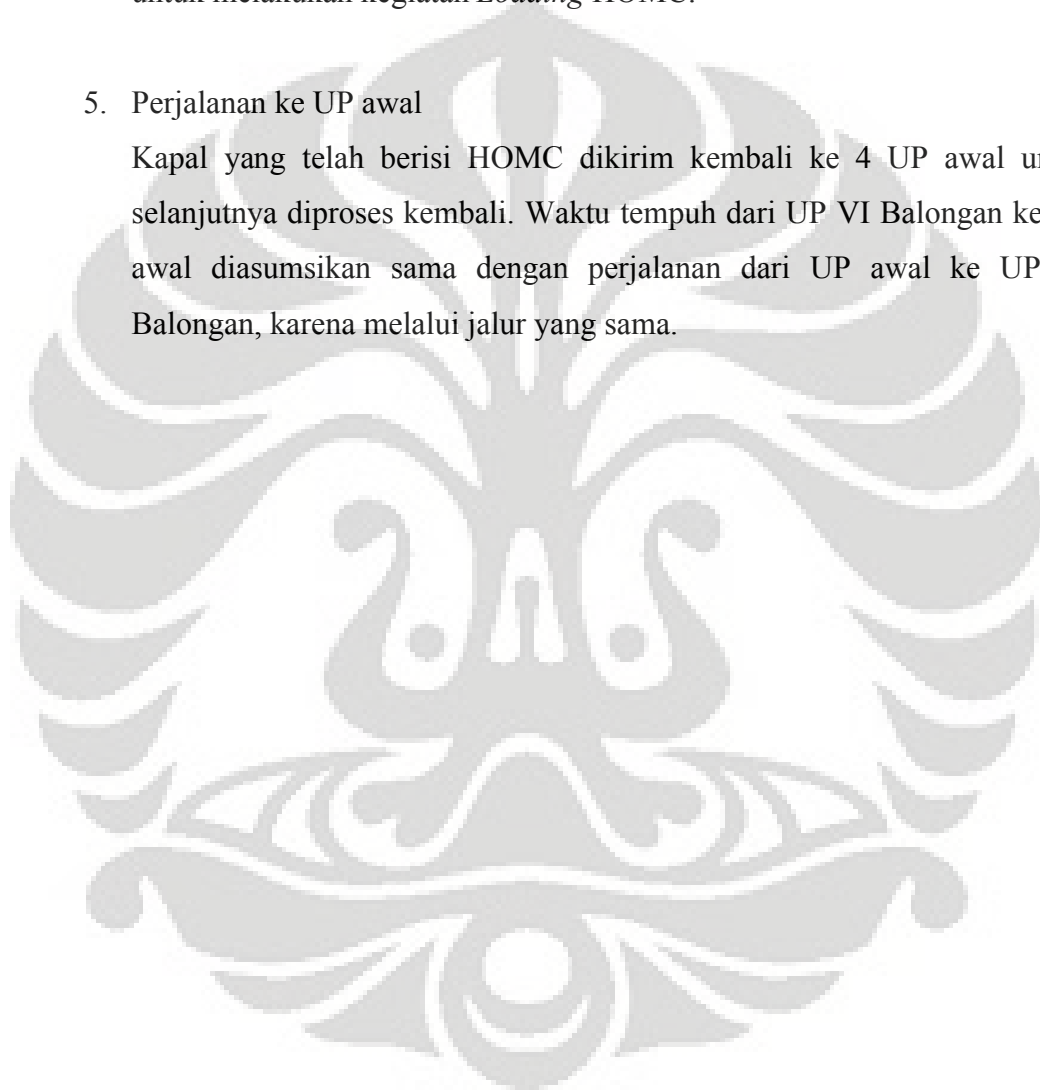 untuk melakukan kegiatan Loading HOMC.
5. Perjalanan ke UP awal
Kapal yang telah berisi HOMC dikirim kembali ke 4 UP awal
selanjutnya diproses kembali. Waktu tempuh dari UP VI Balongan ke
awal diasumsikan sama dengan perjalanan dari UP awal ke UP
Balongan, karena melalui jalur yang sama.